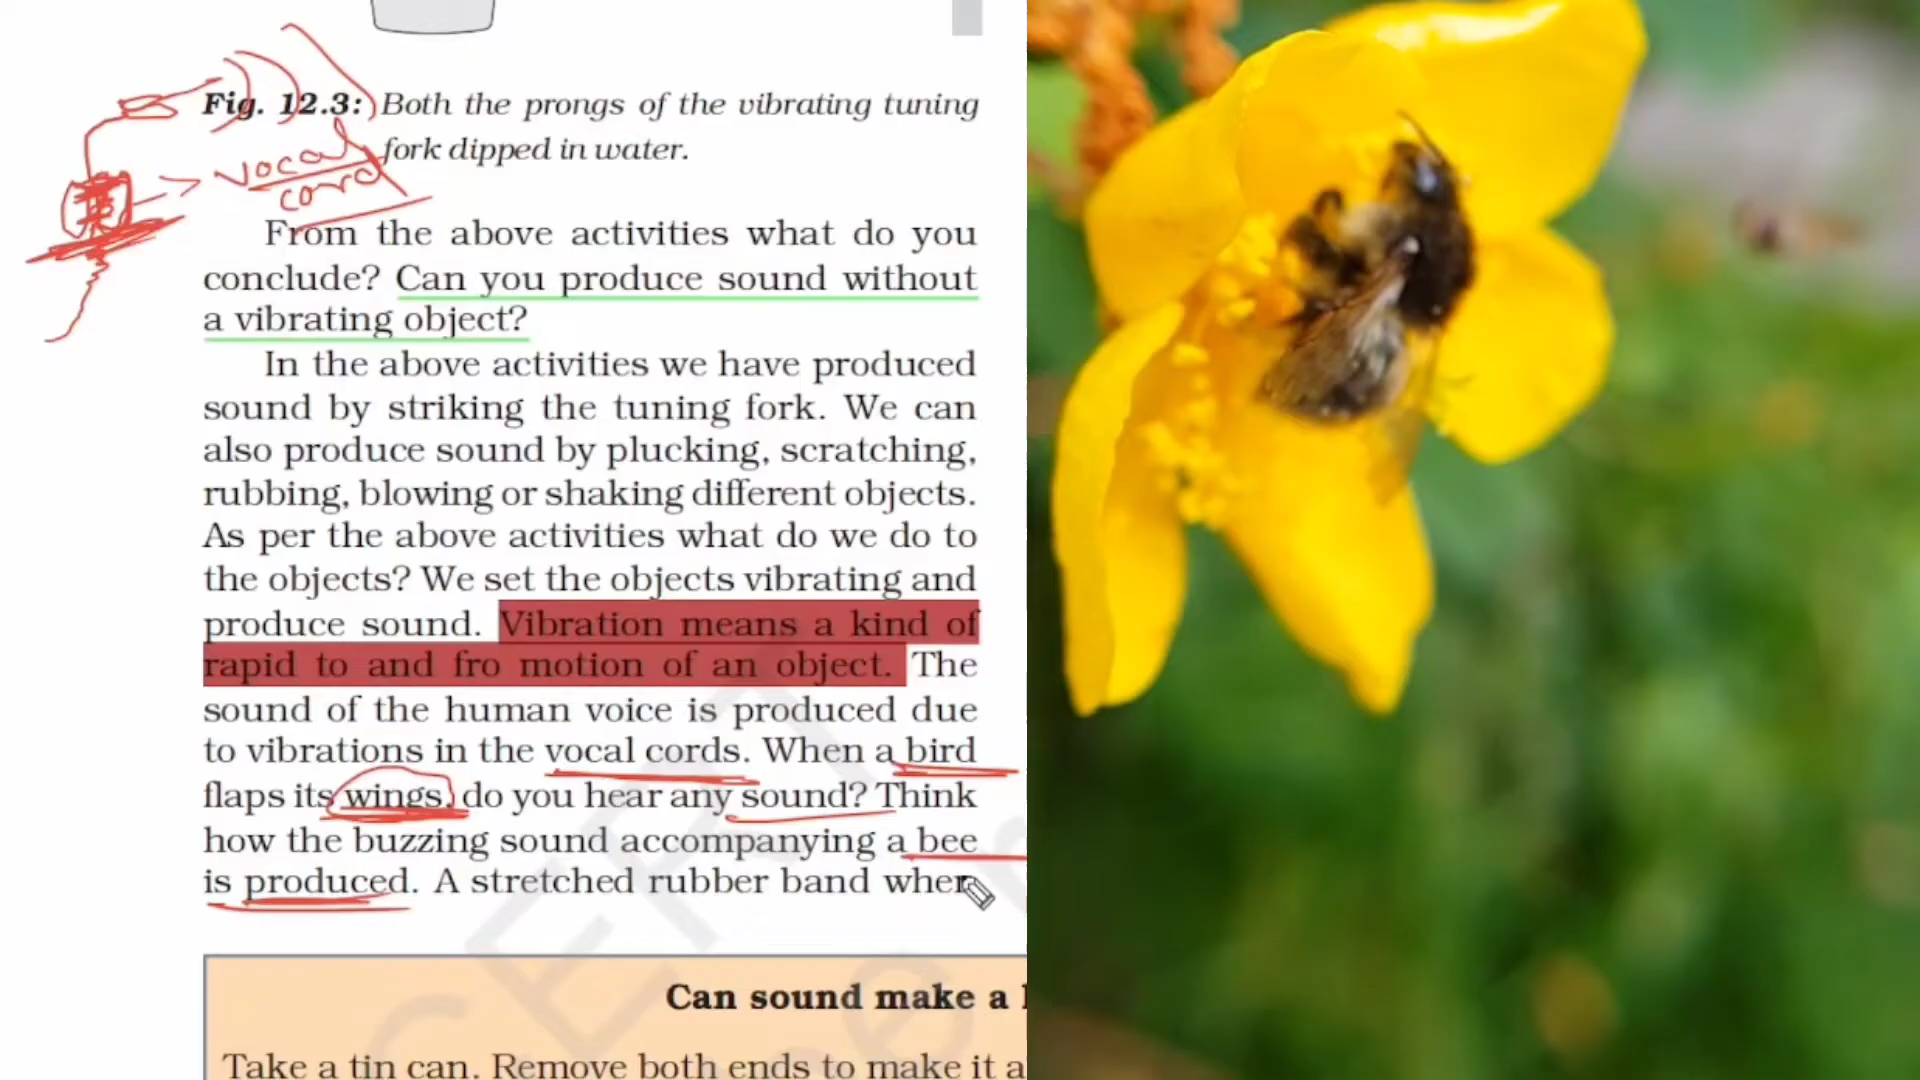 Fig. 12.3: Both the prongs of the vibrating tuning
fork dipped in water.
vocal
cord
From the above activities what do you
conclude? Can you produce sound without
a vibrating object?
In the above activities we have produced
sound by striking the tuning fork. We can
also produce sound by plucking, scratching,
rubbing, blowing or shaking different objects.
As per the above activities what do we do to
the objects? We set the objects vibrating and
produce sound. Vibration means a kind of
rapid to and fro motion of an object. The
sound of the human voice is produced due
to vibrations in the vocal cords. When a bird
flaps its wings, do you hear any sound? Think
how the buzzing sound accompanying a bee
is produced. A stretched rubber band when
Can sound make a
Take a tin can. Remove both ends to make it a